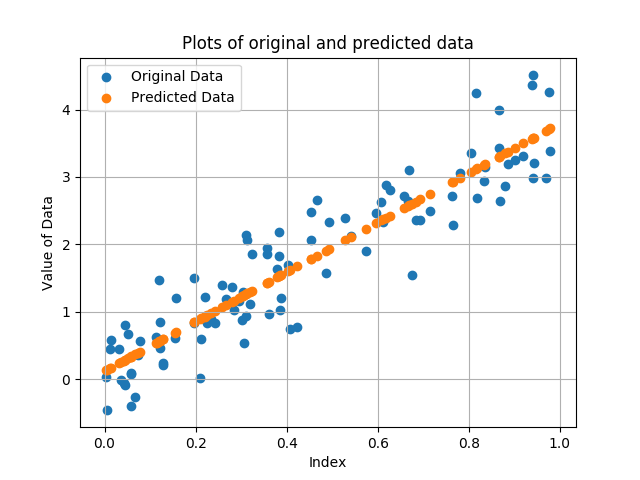 Plots of original and predicted data
Original Data
Predicted Data
4
3
2
1
0
Value of Data
0.0 0.2 0.4 0.6 0.8 1.0
Index